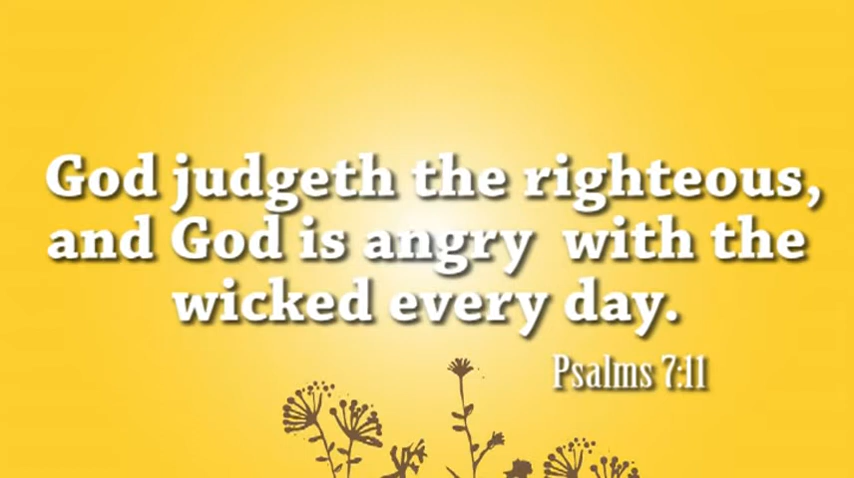 God judgeth the righteous,
and God is angry with the
wicked every day.
Psalms 7:11